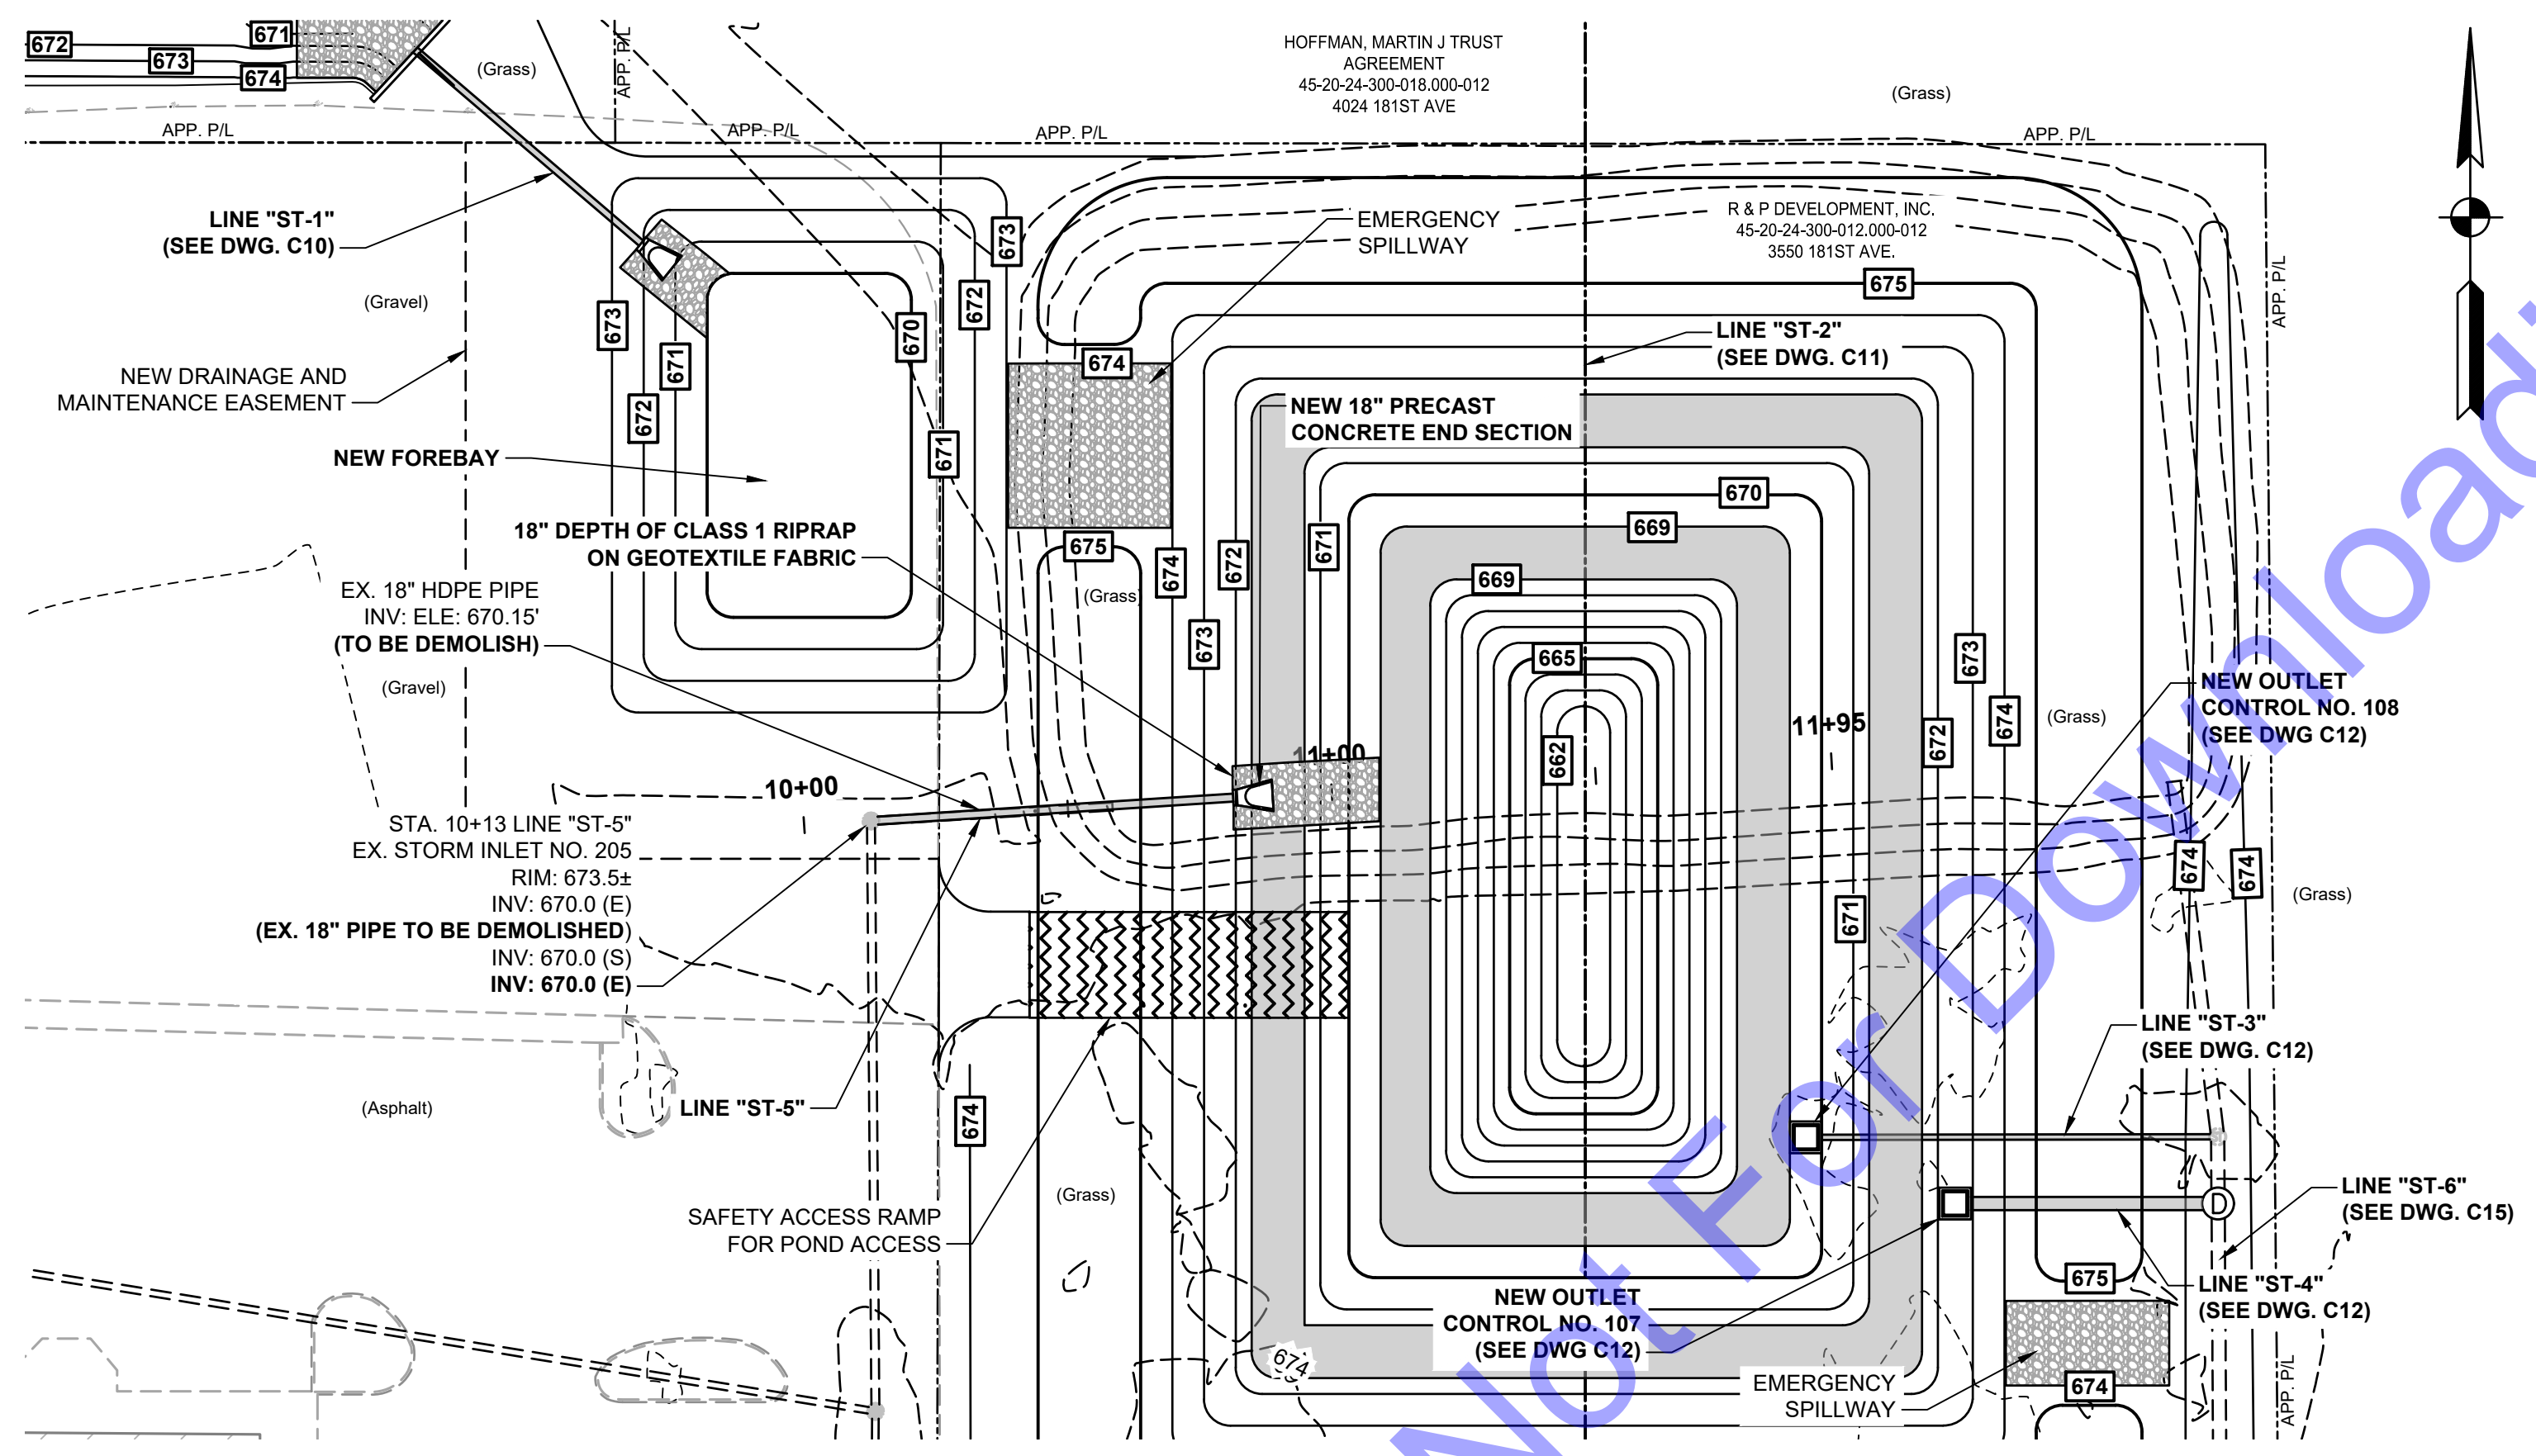 672
671
673
674
(Grass)
APP. P/L
HOFFMAN, MARTIN J TRUST
AGREEMENT
45-20-24-300-018.000-012
4024 181ST AVE
(Grass)
APP. P/L
APP. P/L
APP. P/L
APP. P/L
LINE "ST-1"
(SEE DWG. C10)
673
EMERGENCY
SPILLWAY
R & P DEVELOPMENT, INC.
45-20-24-300-012.000-012
3550 181ST AVE.
APP. P/L
(Gravel)
673
672
670
671
672
674
675
LINE "ST-2"
(SEE DWG. C11)
NEW DRAINAGE AND
MAINTENANCE EASEMENT
NEW 18" PRECAST
CONCRETE END SECTION
NEW FOREBAY
671
670
669
18" DEPTH OF CLASS 1 RIPRAP
ON GEOTEXTILE FABRIC
675
674
672
671
669
EX. 18" HDPE PIPE
INV: ELE: 670.15'
(TO BE DEMOLISH)
(Grass)
(Gravel)
673
665
673
NEW OUTLET
CONTROL NO. 108
(SEE DWG C12)
(Grass)
674
672
662
11+95
11+00
10+00
STA. 10+13 LINE "ST-5"
EX. STORM INLET NO. 205
RIM: 673.5±
INV: 670.0 (E)
(EX. 18" PIPE TO BE DEMOLISHED)
INV: 670.0 (S)
INV: 670.0 (E)
674
674
(Grass)
671
LINE "ST-3"
(SEE DWG. C12)
(Asphalt)
LINE "ST-5"
674
SAFETY ACCESS RAMP
FOR POND ACCESS
(Grass)
D
LINE "ST-6"
(SEE DWG. C15)
LINE "ST-4"
(SEE DWG. C12)
675
NEW OUTLET
CONTROL NO. 107
(SEE DWG C12)
674
EMERGENCY
SPILLWAY
674
APP. P/L
Not For Download